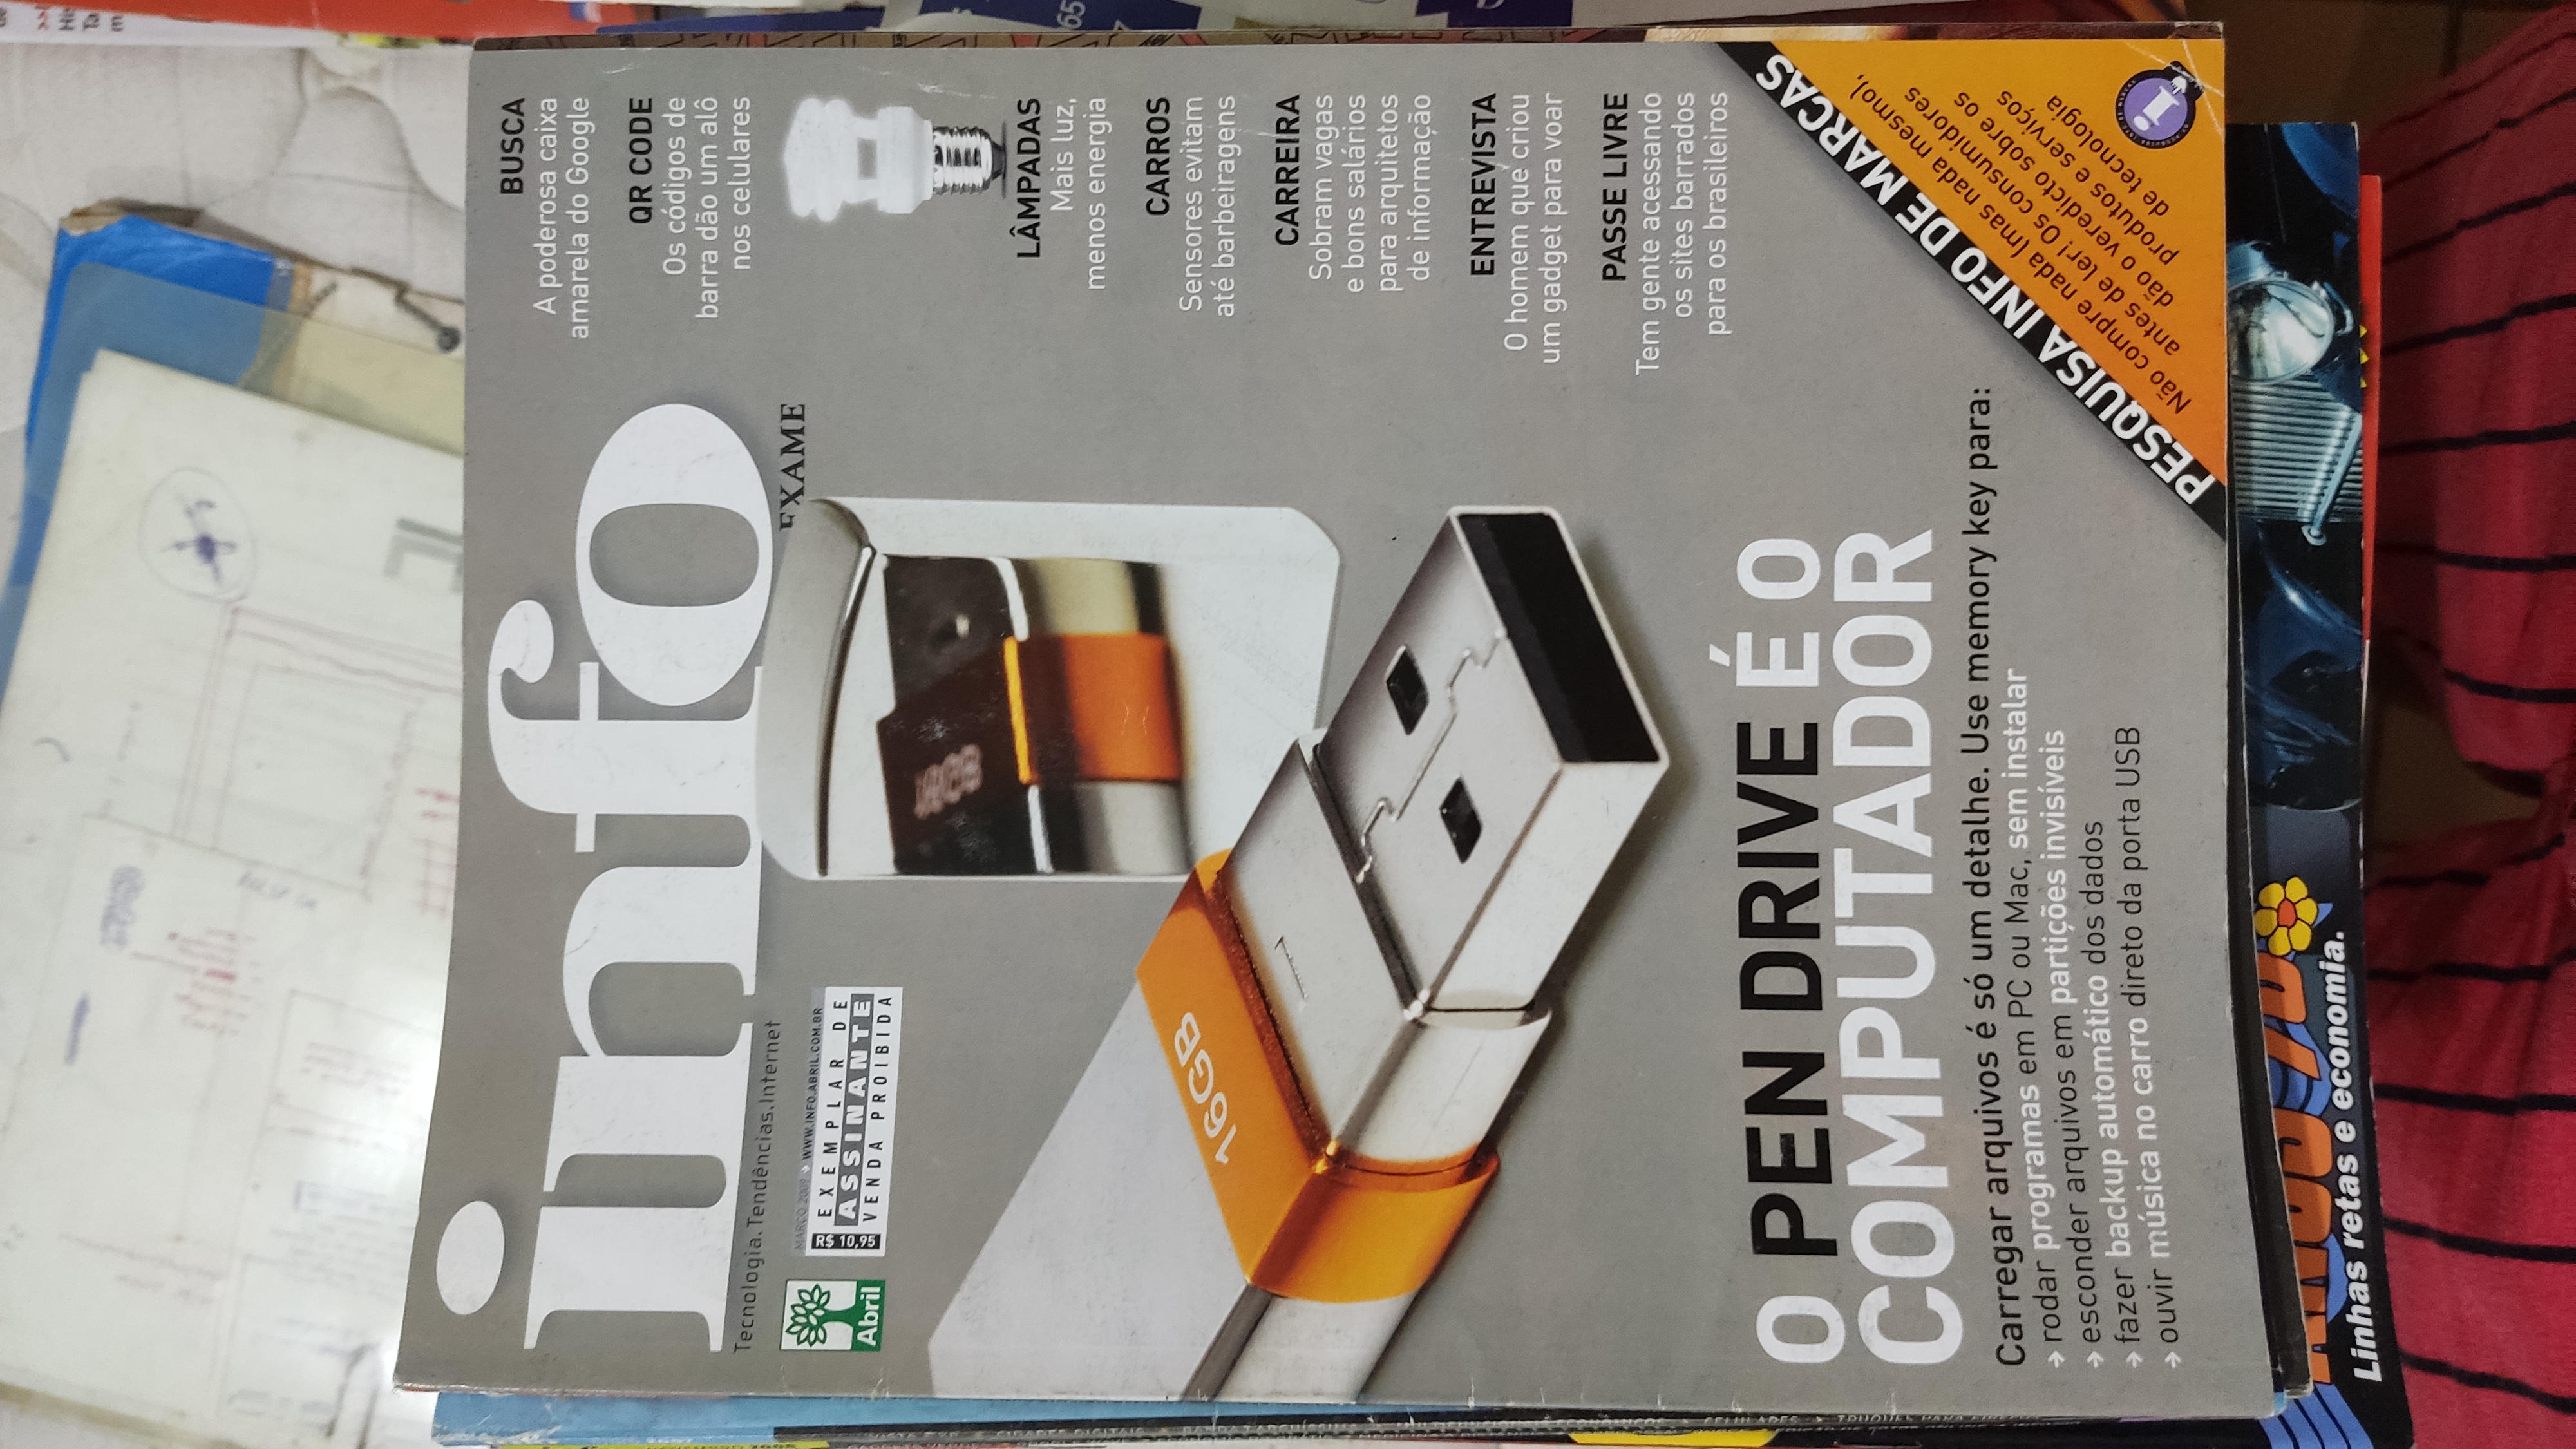 info
Tecnologia.Tendências.Internet
EXAME
Abril
MARÇO 2009 → WWW.INFO.ABRIL.COM.BR
R$ 10,95
EXEMPLAR DE
ASSINANTE
VENDA PROIBIDA
BUSCA
A poderosa caixa
amarela do Google
QR CODE
Os códigos de
barra dão um alô
nos celulares
LÂMPADAS
Mais luz,
menos energia
CARROS
Sensores evitam
até barbeiragens
CARREIRA
Sobram vagas
e bons salários
para arquitetos
de informação
ENTREVISTA
O homem que criou
um gadget para voar
PASSE LIVRE
Tem gente acessando
os sites barrados
para os brasileiros
16GB
O PEN DRIVE É O
COMPUTADOR
Carregar arquivos é só um detalhe. Use memory key para:
→ rodar programas em PC ou Mac, sem instalar
→ esconder arquivos em partições invisíveis
→ fazer backup automático dos dados
→ ouvir música no carro direto da porta USB
PESQUISA INFO DE MARCAS
Não compre nada (mas nada mesmo),
antes de ler! Os consumidores
dão o veredicto sobre os
produtos e serviços
de tecnologia
i
ANOS 70
Linhas retas e economia.
65